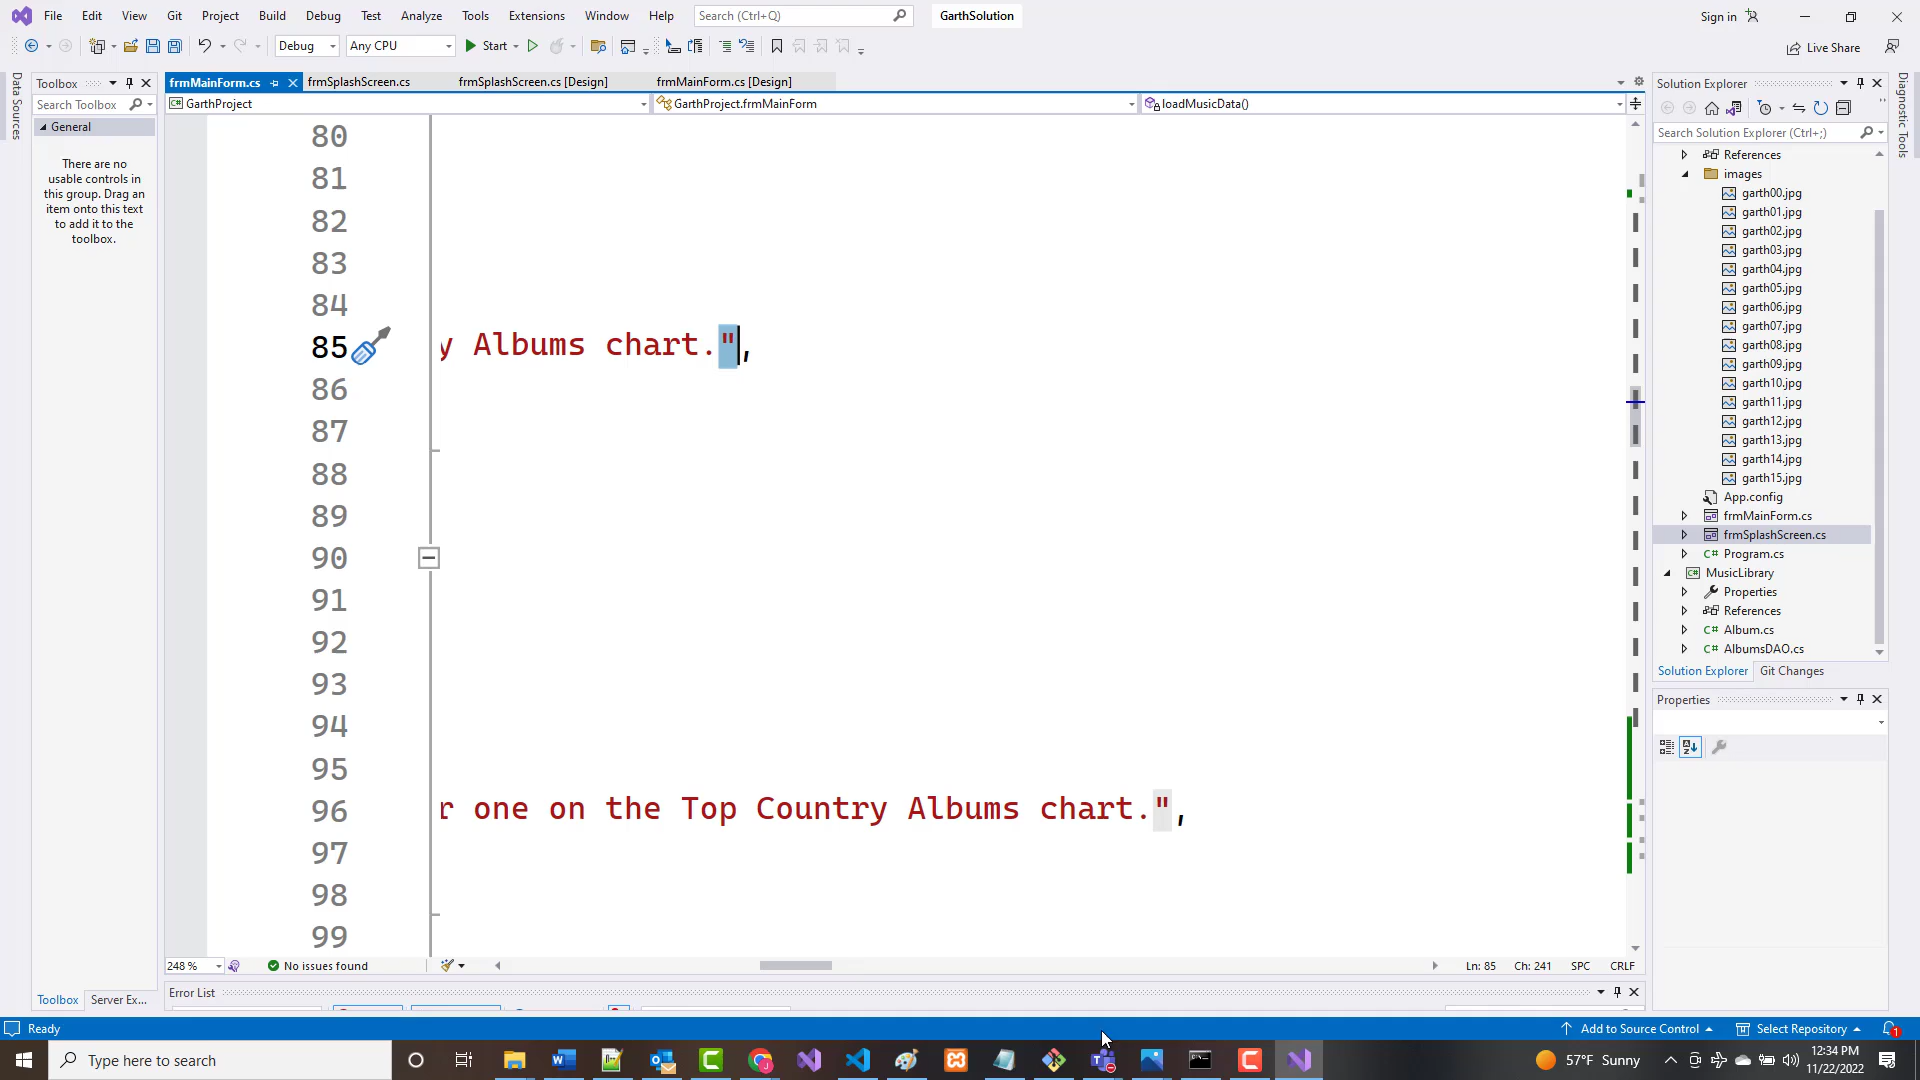 File Edit View Git Project Build Debug Test Analyze Tools Extensions Window Help Search (Ctrl+Q) GarthSolution Sign in
Debug Any CPU Start Live Share
Data Sources
Toolbox
Search Toolbox
General
There are no
usable controls in
this group. Drag an
item onto this text
to add it to the
toolbox.
frmMainForm.cs frmSplashScreen.cs frmSplashScreen.cs [Design] frmMainForm.cs [Design]
GarthProject GarthProject.frmMainForm loadMusicData()
80
81
82
83
84
85 y Albums chart.",
86
87
88
89
90
91
92
93
94
95
96 r one on the Top Country Albums chart.",
97
98
99
248 % No issues found Ln: 85 Ch: 241 SPC CRLF
Error List
Toolbox Server Ex...
Solution Explorer
Search Solution Explorer (Ctrl+;)
References
images
garth00.jpg
garth01.jpg
garth02.jpg
garth03.jpg
garth04.jpg
garth05.jpg
garth06.jpg
garth07.jpg
garth08.jpg
garth09.jpg
garth10.jpg
garth11.jpg
garth12.jpg
garth13.jpg
garth14.jpg
garth15.jpg
App.config
frmMainForm.cs
frmSplashScreen.cs
C# Program.cs
C# MusicLibrary
Properties
References
C# Album.cs
C# AlbumsDAO.cs
Solution Explorer Git Changes
Properties
Diagnostic Tools
Ready Add to Source Control Select Repository 1
Type here to search 57°F Sunny 12:34 PM
11/22/2022